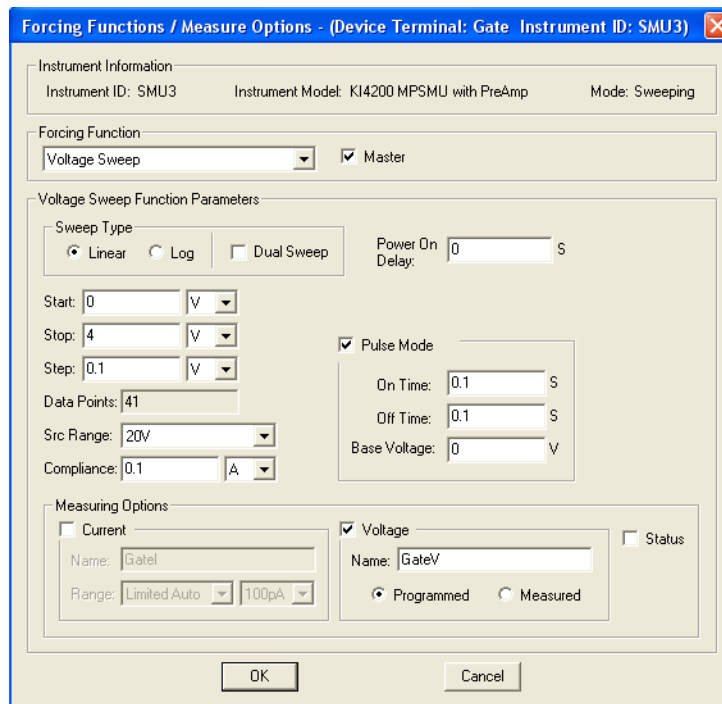 Forcing Functions / Measure Options - (Device Terminal: Gate Instrument ID: SMU3)
Instrument Information
Instrument ID: SMU3 Instrument Model: KI4200 MPSMU with PreAmp Mode: Sweeping
Forcing Function
Voltage Sweep Master
Voltage Sweep Function Parameters
Sweep Type
Linear Log Dual Sweep
Power On Delay: 0 S
Start: 0 V
Stop: 4 V
Step: 0.1 V
Data Points: 41
Src Range: 20V
Compliance: 0.1 A
Pulse Mode
On Time: 0.1 S
Off Time: 0.1 S
Base Voltage: 0 V
Measuring Options
Current
Name: GateI
Range: Limited Auto 100pA
Voltage
Name: GateV
Programmed Measured
Status
OK Cancel